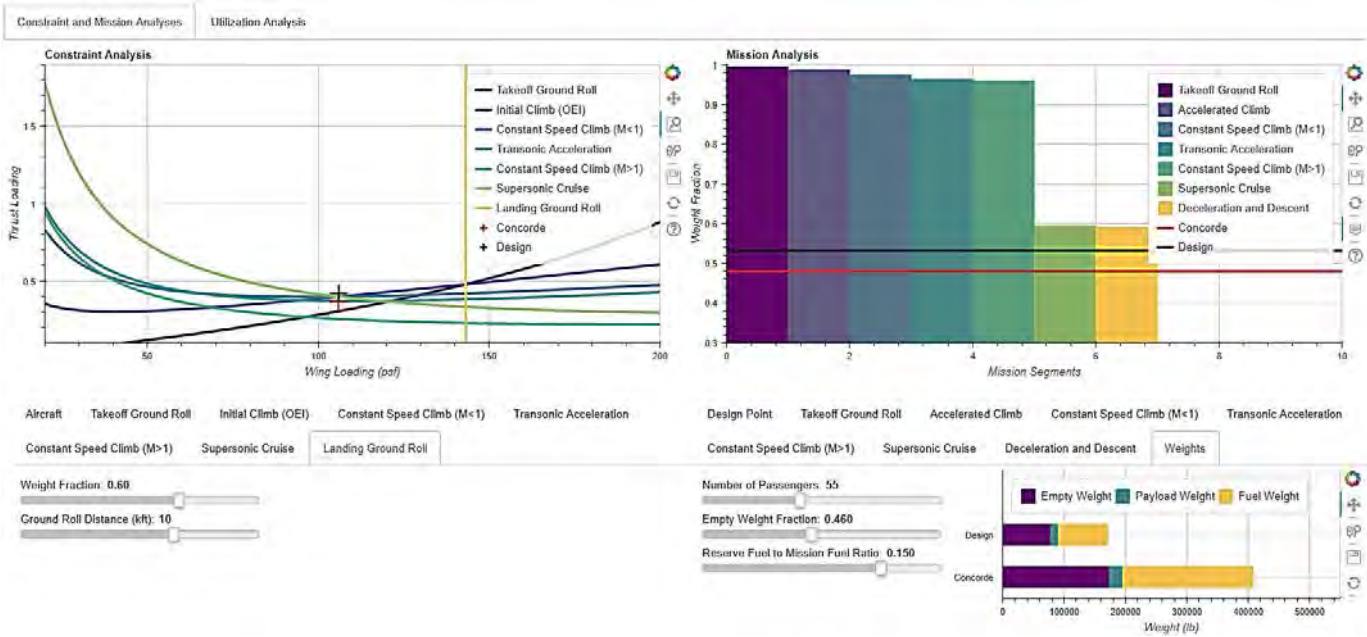 Constraint and Mission Analyses Utilization Analysis
Constraint Analysis
Takeoff Ground Roll
Initial Climb (OEI)
Constant Speed Climb (M<1)
Transonic Acceleration
Constant Speed Climb (M>1)
Supersonic Cruise
Landing Ground Roll
Concorde
Design
Thrust Loading
1.5
1
0.5
50 100 150 200
Wing Loading (psf)
Mission Analysis
Takeoff Ground Roll
Accelerated Climb
Constant Speed Climb (M<1)
Transonic Acceleration
Constant Speed Climb (M>1)
Supersonic Cruise
Deceleration and Descent
Concorde
Design
Weight Fraction
1
0.9
0.8
0.7
0.6
0.5
0.4
0.3
0 2 4 6 8 10
Mission Segments
Aircraft Takeoff Ground Roll Initial Climb (OEI) Constant Speed Climb (M<1) Transonic Acceleration
Constant Speed Climb (M>1) Supersonic Cruise Landing Ground Roll
Weight Fraction: 0.60
Ground Roll Distance (kft): 10
Design Point Takeoff Ground Roll Accelerated Climb Constant Speed Climb (M<1) Transonic Acceleration
Constant Speed Climb (M>1) Supersonic Cruise Deceleration and Descent Weights
Number of Passengers: 55
Empty Weight Fraction: 0.460
Reserve Fuel to Mission Fuel Ratio: 0.150
Empty Weight Payload Weight Fuel Weight
Design
Concorde
0 100000 200000 300000 400000 500000
Weight (lb)